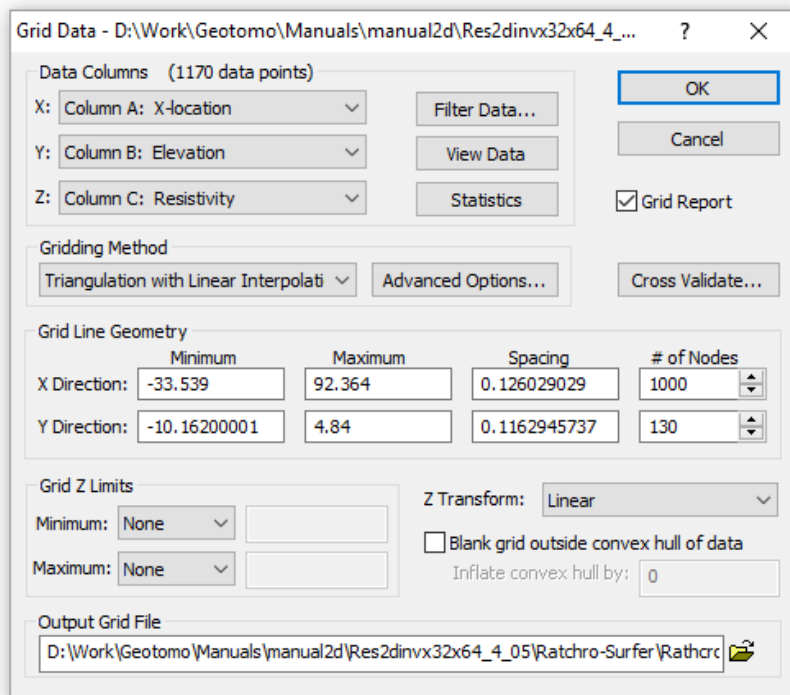 Grid Data - D:\Work\Geotomo\Manuals\manual2d\Res2dinvx32x64_4_... ?
Data Columns (1170 data points)
OK
X: Column A: X-location Filter Data...
Cancel
Y: Column B: Elevation View Data
Z: Column C: Resistivity Statistics
Grid Report
Gridding Method
Triangulation with Linear Interpolati Advanced Options... Cross Validate...
Grid Line Geometry
Minimum Maximum Spacing # of Nodes
X Direction: -33.539 92.364 0.126029029 1000
Y Direction: -10.16200001 4.84 0.1162945737 130
Grid Z Limits
Z Transform: Linear
Minimum: None
Blank grid outside convex hull of data
Maximum: None
Inflate convex hull by: 0
Output Grid File
D:\Work\Geotomo\Manuals\manual2d\Res2dinvx32x64_4_05\Ratchro-Surfer\Rathcrc